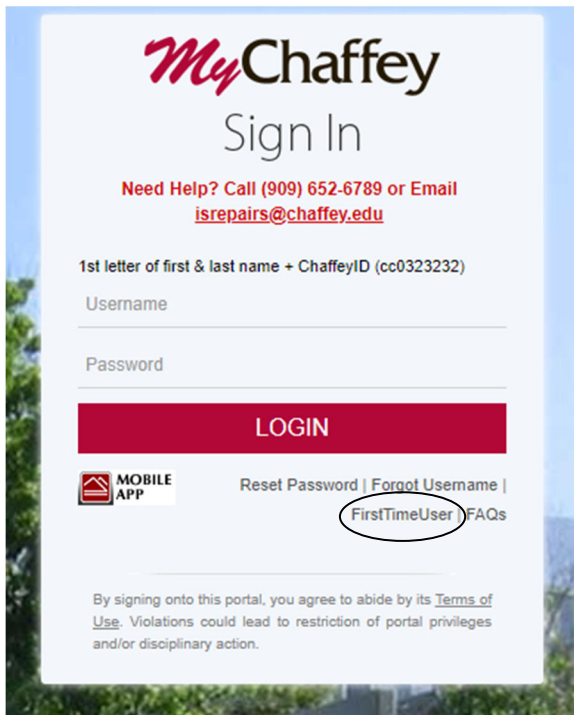 MyChaffey
Sign In
Need Help? Call (909) 652-6789 or Email
isrepairs@chaffey.edu
1st letter of first & last name + ChaffeyID (cc0323232)
Username
Password
LOGIN
MOBILE
APP
Reset Password | Forgot Username |
FirstTimeUser | FAQs
By signing onto this portal, you agree to abide by its Terms of
Use. Violations could lead to restriction of portal privileges
and/or disciplinary action.